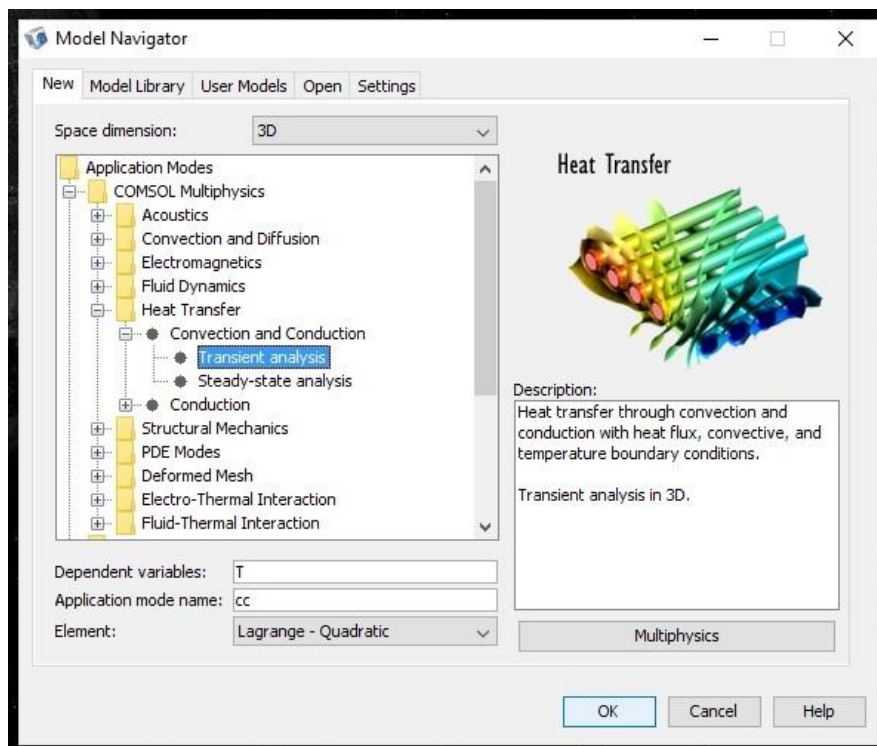 Model Navigator
New Model Library User Models Open Settings
Space dimension: 3D
Application Modes
COMSOL Multiphysics
Acoustics
Convection and Diffusion
Electromagnetics
Fluid Dynamics
Heat Transfer
Convection and Conduction
Transient analysis
Steady-state analysis
Conduction
Structural Mechanics
PDE Modes
Deformed Mesh
Electro-Thermal Interaction
Fluid-Thermal Interaction
Dependent variables: T
Application mode name: cc
Element: Lagrange - Quadratic
Heat Transfer
Description:
Heat transfer through convection and
conduction with heat flux, convective, and
temperature boundary conditions.
Transient analysis in 3D.
Multiphysics
OK Cancel Help